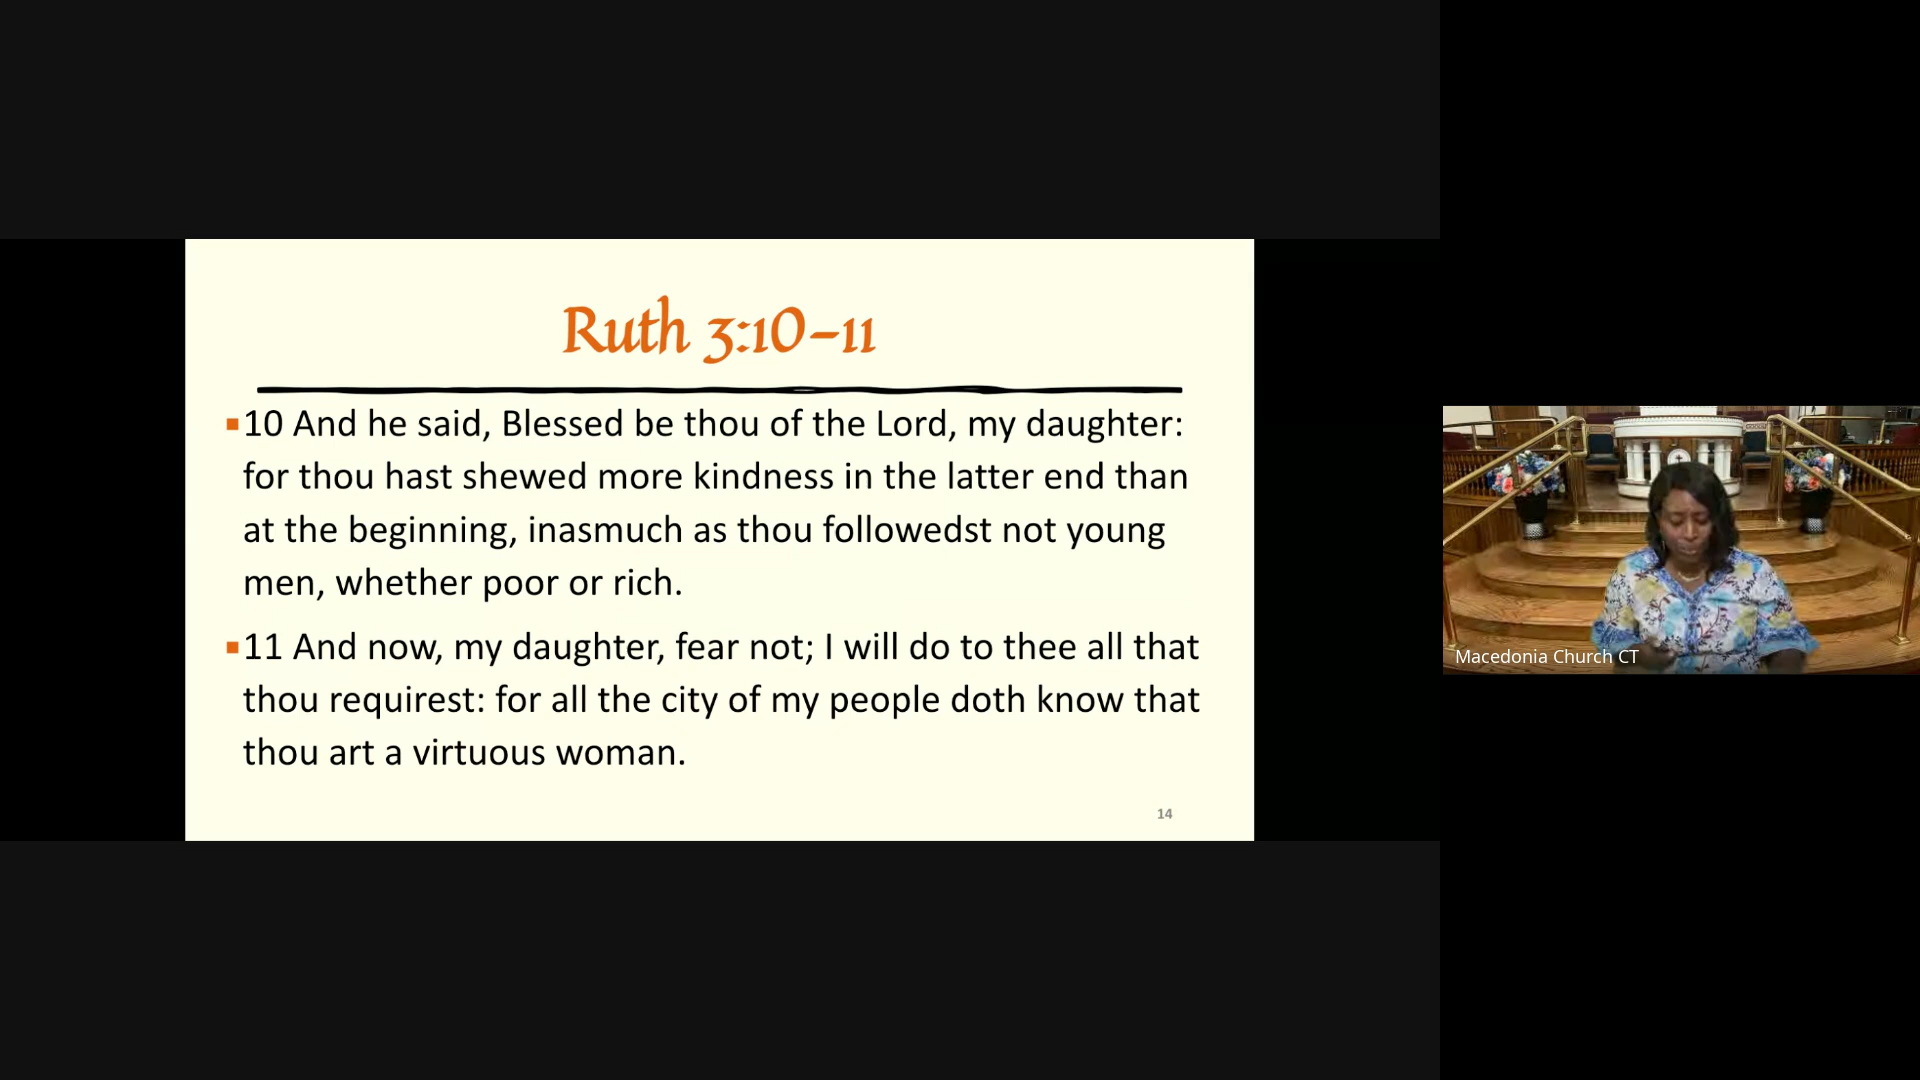 Ruth 3:10-11
10 And he said, Blessed be thou of the Lord, my daughter:
for thou hast shewed more kindness in the latter end than
at the beginning, inasmuch as thou followedst not young
men, whether poor or rich.
11 And now, my daughter, fear not; I will do to thee all that
thou requirest: for all the city of my people doth know that
thou art a virtuous woman.
14
Macedonia Church CT